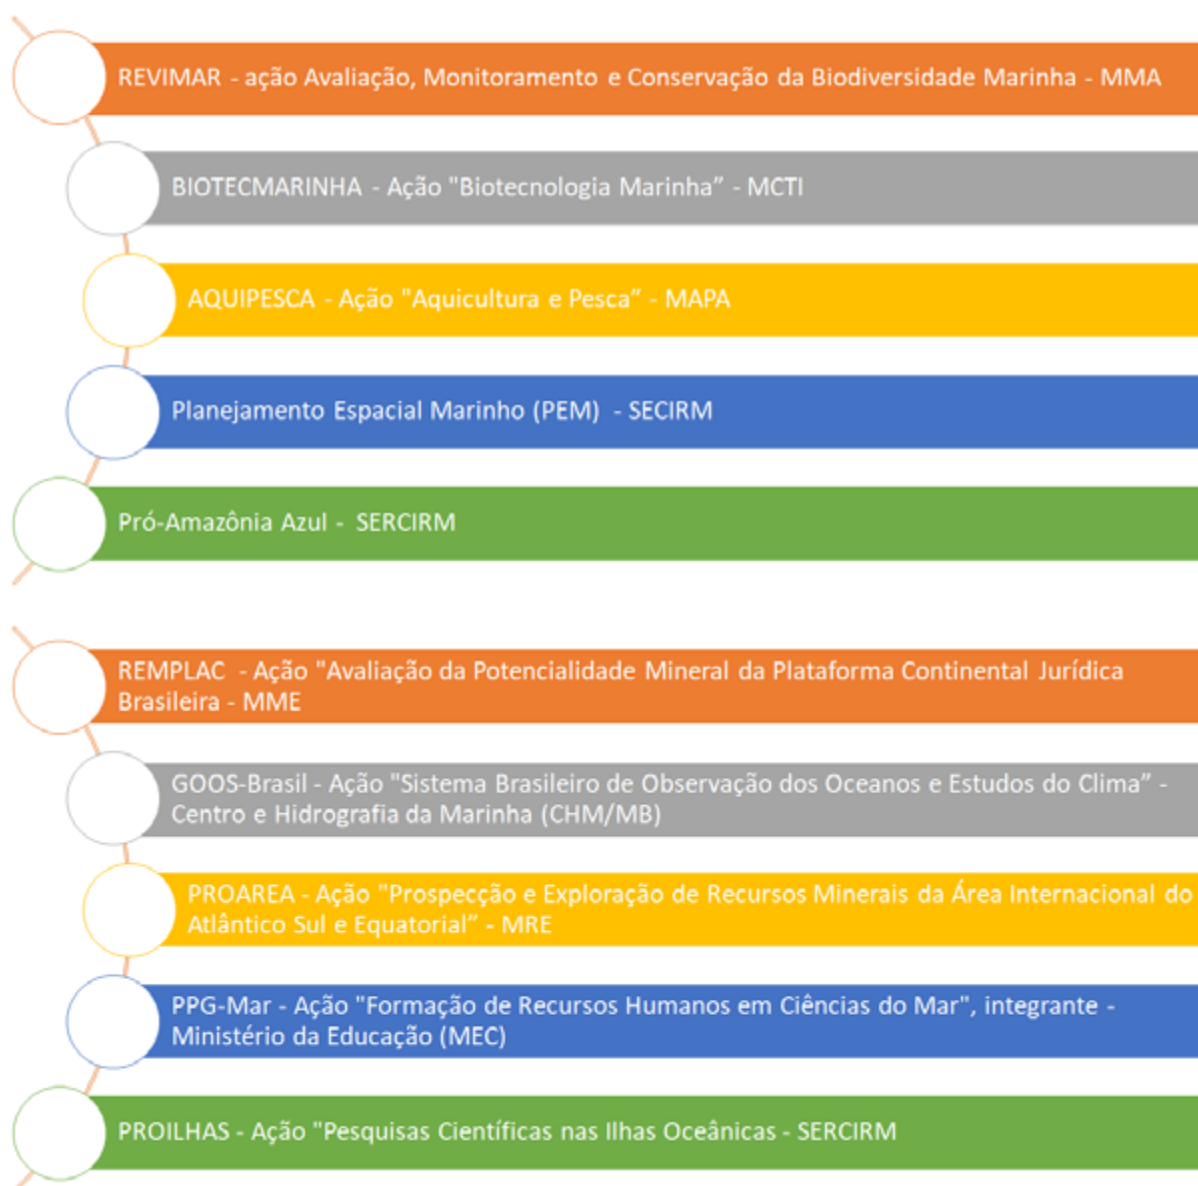 REVIMAR - ação Avaliação, Monitoramento e Conservação da Biodiversidade Marinha - MMA
BIOTECMARINHA - Ação "Biotecnologia Marinha” - MCTI
AQUIPESCA - Ação "Aquicultura e Pesca” - MAPA
Planejamento Espacial Marinho (PEM) - SECIRM
Pró-Amazônia Azul - SERCIRM
REMPLAC - Ação "Avaliação da Potencialidade Mineral da Plataforma Continental Jurídica
Brasileira - MME
GOOS-Brasil - Ação "Sistema Brasileiro de Observação dos Oceanos e Estudos do Clima” -
Centro e Hidrografia da Marinha (CHM/MB)
PROAREA - Ação "Prospecção e Exploração de Recursos Minerais da Área Internacional do
Atlântico Sul e Equatorial” - MRE
PPG-Mar - Ação "Formação de Recursos Humanos em Ciências do Mar", integrante -
Ministério da Educação (MEC)
PROILHAS - Ação "Pesquisas Científicas nas Ilhas Oceânicas - SERCIRM